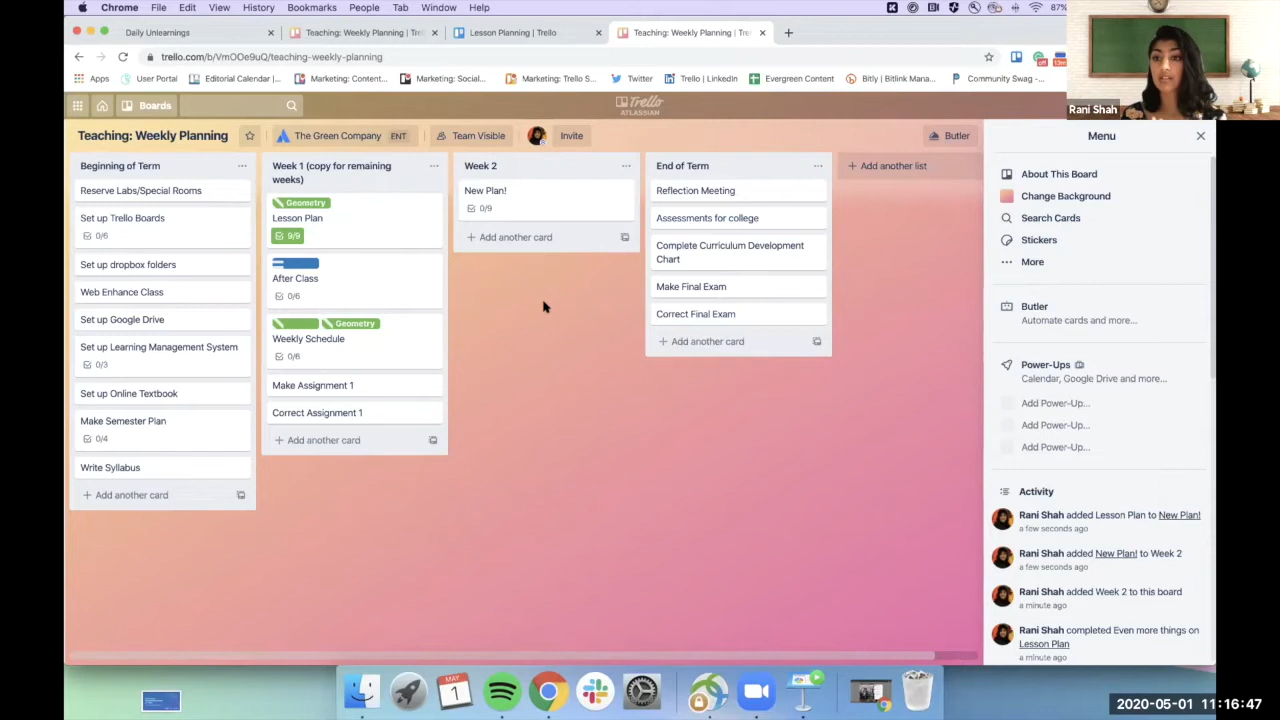 Chrome File Edit View History Bookmarks People Tab Window Help 87%
Daily Unlearnings
Teaching: Weekly Planning | Tre
Lesson Planning | Trello
Teaching: Weekly Planning | Tre
trello.com/b/VmOOe9uQ/teaching-weekly-planning
Apps User Portal Editorial Calendar |... Marketing: Content... Marketing: Social... Marketing: Trello S... Twitter Trello | LinkedIn Evergreen Content Bitly | Bitlink Mana... Community Swag -...
off 13m
Rani Shah
Boards
Trello
ATLASSIAN
Teaching: Weekly Planning The Green Company ENT Team Visible Invite Butler
Beginning of Term
Reserve Labs/Special Rooms
Set up Trello Boards
0/6
Set up dropbox folders
Web Enhance Class
Set up Google Drive
Set up Learning Management System
0/3
Set up Online Textbook
Make Semester Plan
0/4
Write Syllabus
+ Add another card
Week 1 (copy for remaining
weeks)
Geometry
Lesson Plan
9/9
After Class
0/6
Geometry
Weekly Schedule
0/6
Make Assignment 1
Correct Assignment 1
+ Add another card
Week 2
New Plan!
0/9
+ Add another card
End of Term
Reflection Meeting
Assessments for college
Complete Curriculum Development
Chart
Make Final Exam
Correct Final Exam
+ Add another card
+ Add another list
Menu
About This Board
Change Background
Search Cards
Stickers
More
Butler
Automate cards and more...
Power-Ups
Calendar, Google Drive and more...
Add Power-Up...
Add Power-Up...
Add Power-Up...
Activity
Rani Shah added Lesson Plan to New Plan!
a few seconds ago
Rani Shah added New Plan! to Week 2
a few seconds ago
Rani Shah added Week 2 to this board
a minute ago
Rani Shah completed Even more things on
Lesson Plan
a minute ago
MAY
1
2020-05-01 11:16:47